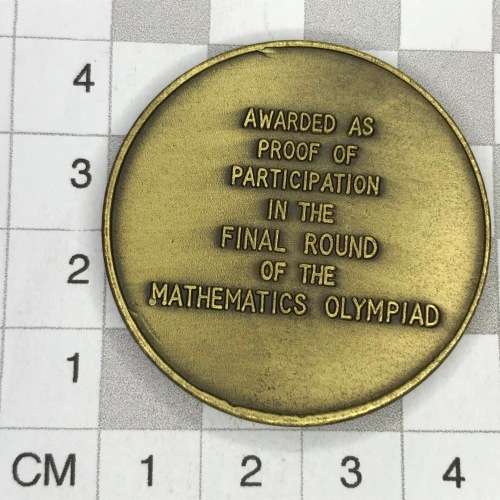 4
3
2
1
CM 1 2 3 4
AWARDED AS
PROOF OF
PARTICIPATION
IN THE
FINAL ROUND
OF THE
MATHEMATICS OLYMPIAD